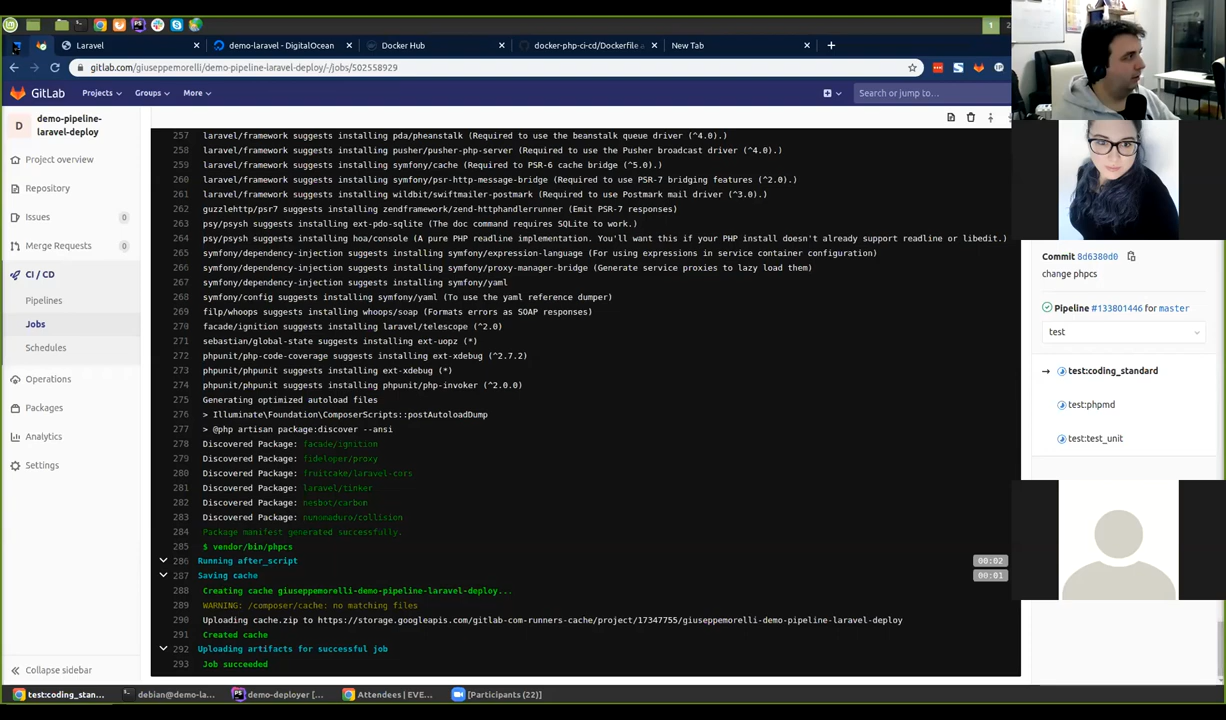 Laravel
demo-laravel - DigitalOcean
Docker Hub
docker-php-ci-cd/Dockerfile a
New Tab
1
gitlab.com/giuseppemorelli/demo-pipeline-laravel-deploy/-/jobs/502558929
GitLab
Projects
Groups
More
Search or jump to...
D
demo-pipeline-
laravel-deploy
Project overview
Repository
Issues
0
Merge Requests
0
CI / CD
Pipelines
Jobs
Schedules
Operations
Packages
Analytics
Settings
Collapse sidebar
257 laravel/framework suggests installing pda/pheanstalk (Required to use the beanstalk queue driver (^4.0).)
258 laravel/framework suggests installing pusher/pusher-php-server (Required to use the Pusher broadcast driver (^4.0).)
259 laravel/framework suggests installing symfony/cache (Required to PSR-6 cache bridge (^5.0).)
260 laravel/framework suggests installing symfony/psr-http-message-bridge (Required to use PSR-7 bridging features (^2.0).)
261 laravel/framework suggests installing wildbit/swiftmailer-postmark (Required to use Postmark mail driver (^3.0).)
262 guzzlehttp/psr7 suggests installing zendframework/zend-httphandlerrunner (Emit PSR-7 responses)
263 psy/psysh suggests installing ext-pdo-sqlite (The doc command requires SQLite to work.)
264 psy/psysh suggests installing hoa/console (A pure PHP readline implementation. You'll want this if your PHP install doesn't already support readline or libedit.)
265 symfony/dependency-injection suggests installing symfony/expression-language (For using expressions in service container configuration)
266 symfony/dependency-injection suggests installing symfony/proxy-manager-bridge (Generate service proxies to lazy load them)
267 symfony/dependency-injection suggests installing symfony/yaml
268 symfony/config suggests installing symfony/yaml (To use the yaml reference dumper)
269 filp/whoops suggests installing whoops/soap (Formats errors as SOAP responses)
270 facade/ignition suggests installing laravel/telescope (^2.0)
271 sebastian/global-state suggests installing ext-uopz (*)
272 phpunit/php-code-coverage suggests installing ext-xdebug (^2.7.2)
273 phpunit/phpunit suggests installing ext-xdebug (*)
274 phpunit/phpunit suggests installing phpunit/php-invoker (^2.0.0)
275 Generating optimized autoload files
276 > Illuminate\Foundation\ComposerScripts::postAutoloadDump
277 > @php artisan package:discover --ansi
278 Discovered Package: facade/ignition
279 Discovered Package: fideloper/proxy
280 Discovered Package: fruitcake/laravel-cors
281 Discovered Package: laravel/tinker
282 Discovered Package: nesbot/carbon
283 Discovered Package: nunomaduro/collision
284 Package manifest generated successfully.
285 $ vendor/bin/phpcs
286 Running after_script 00:02
287 Saving cache 00:01
288 Creating cache giuseppemorelli-demo-pipeline-laravel-deploy...
289 WARNING: /composer/cache: no matching files
290 Uploading cache.zip to https://storage.googleapis.com/gitlab-com-runners-cache/project/17347755/giuseppemorelli-demo-pipeline-laravel-deploy
291 Created cache
292 Uploading artifacts for successful job
293 Job succeeded
Commit 8d6380d0
change phpcs
Pipeline #133801446 for master
test
→ test:coding_standard
test:phpmd
test:test_unit
test:coding_stan...
debian@demo-la...
demo-deployer [...
Attendees | EVE...
[Participants (22)]